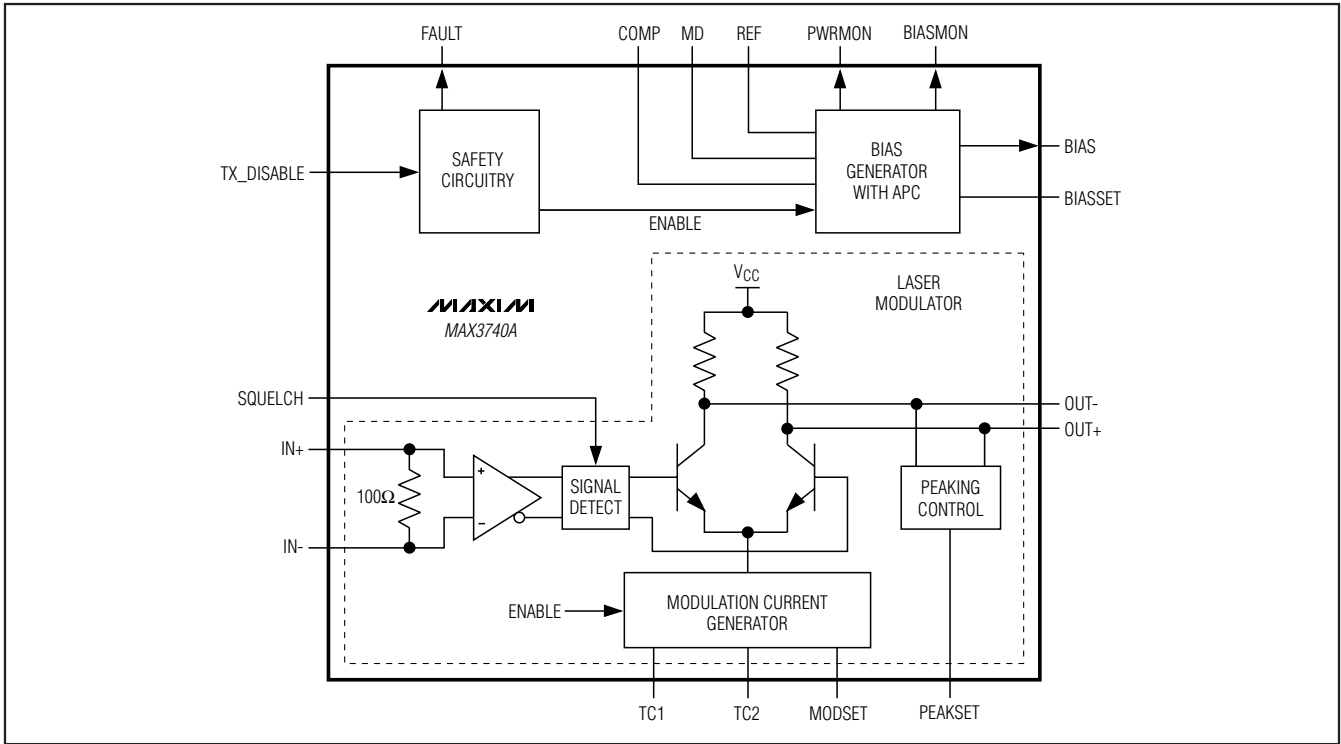 FAULT
COMP
MD
REF
PWRMON
BIASMON
TX_DISABLE
SAFETY
CIRCUITRY
BIAS
GENERATOR
WITH APC
BIAS
BIASSET
ENABLE
VCC
LASER
MODULATOR
MAXIM
MAX3740A
SQUELCH
OUT-
OUT+
IN+
100Ω
IN-
+
−
SIGNAL
DETECT
PEAKING
CONTROL
ENABLE
MODULATION CURRENT
GENERATOR
TC1
TC2
MODSET
PEAKSET